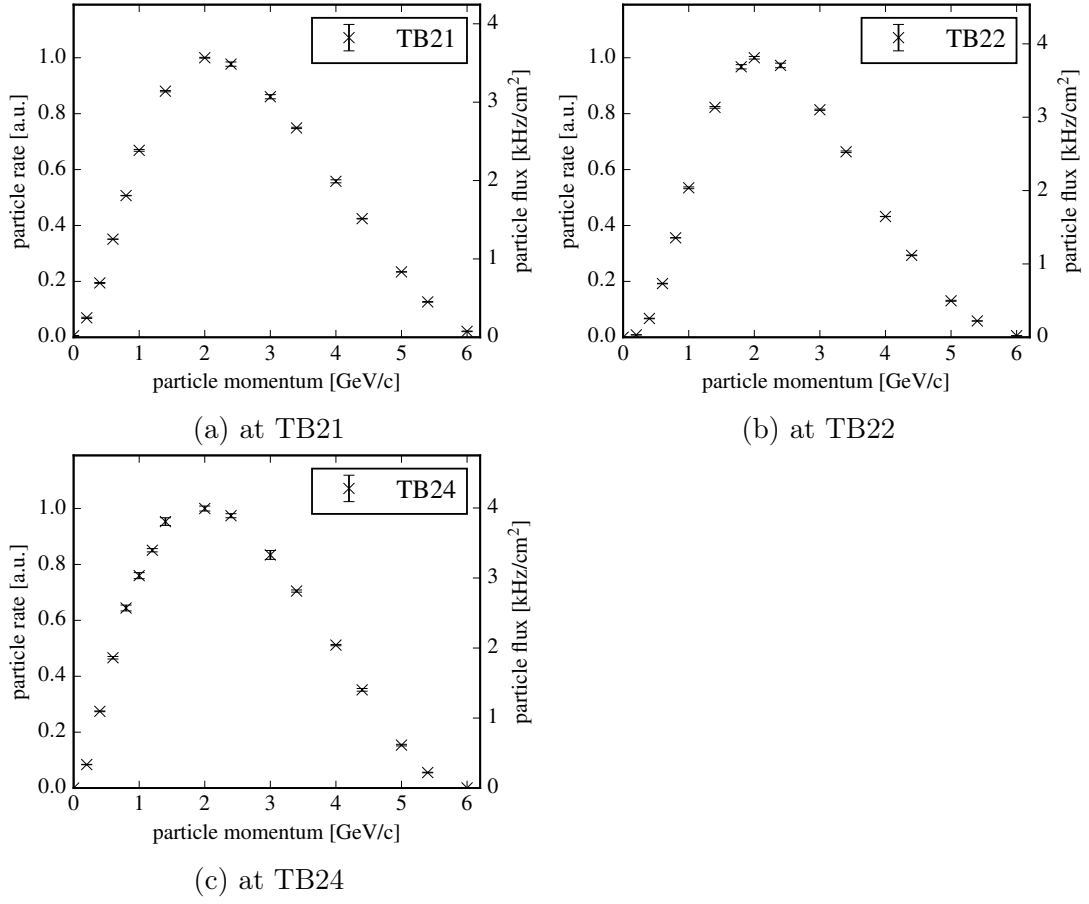 TB21
particle rate [a.u.]
1.0
0.8
0.6
0.4
0.2
0.0
particle flux [kHz/cm²]
4
3
2
1
0
0 1 2 3 4 5 6
particle momentum [GeV/c]
(a) at TB21
TB22
particle rate [a.u.]
1.0
0.8
0.6
0.4
0.2
0.0
particle flux [kHz/cm²]
4
3
2
1
0
0 1 2 3 4 5 6
particle momentum [GeV/c]
(b) at TB22
TB24
particle rate [a.u.]
1.0
0.8
0.6
0.4
0.2
0.0
particle flux [kHz/cm²]
4
3
2
1
0
0 1 2 3 4 5 6
particle momentum [GeV/c]
(c) at TB24